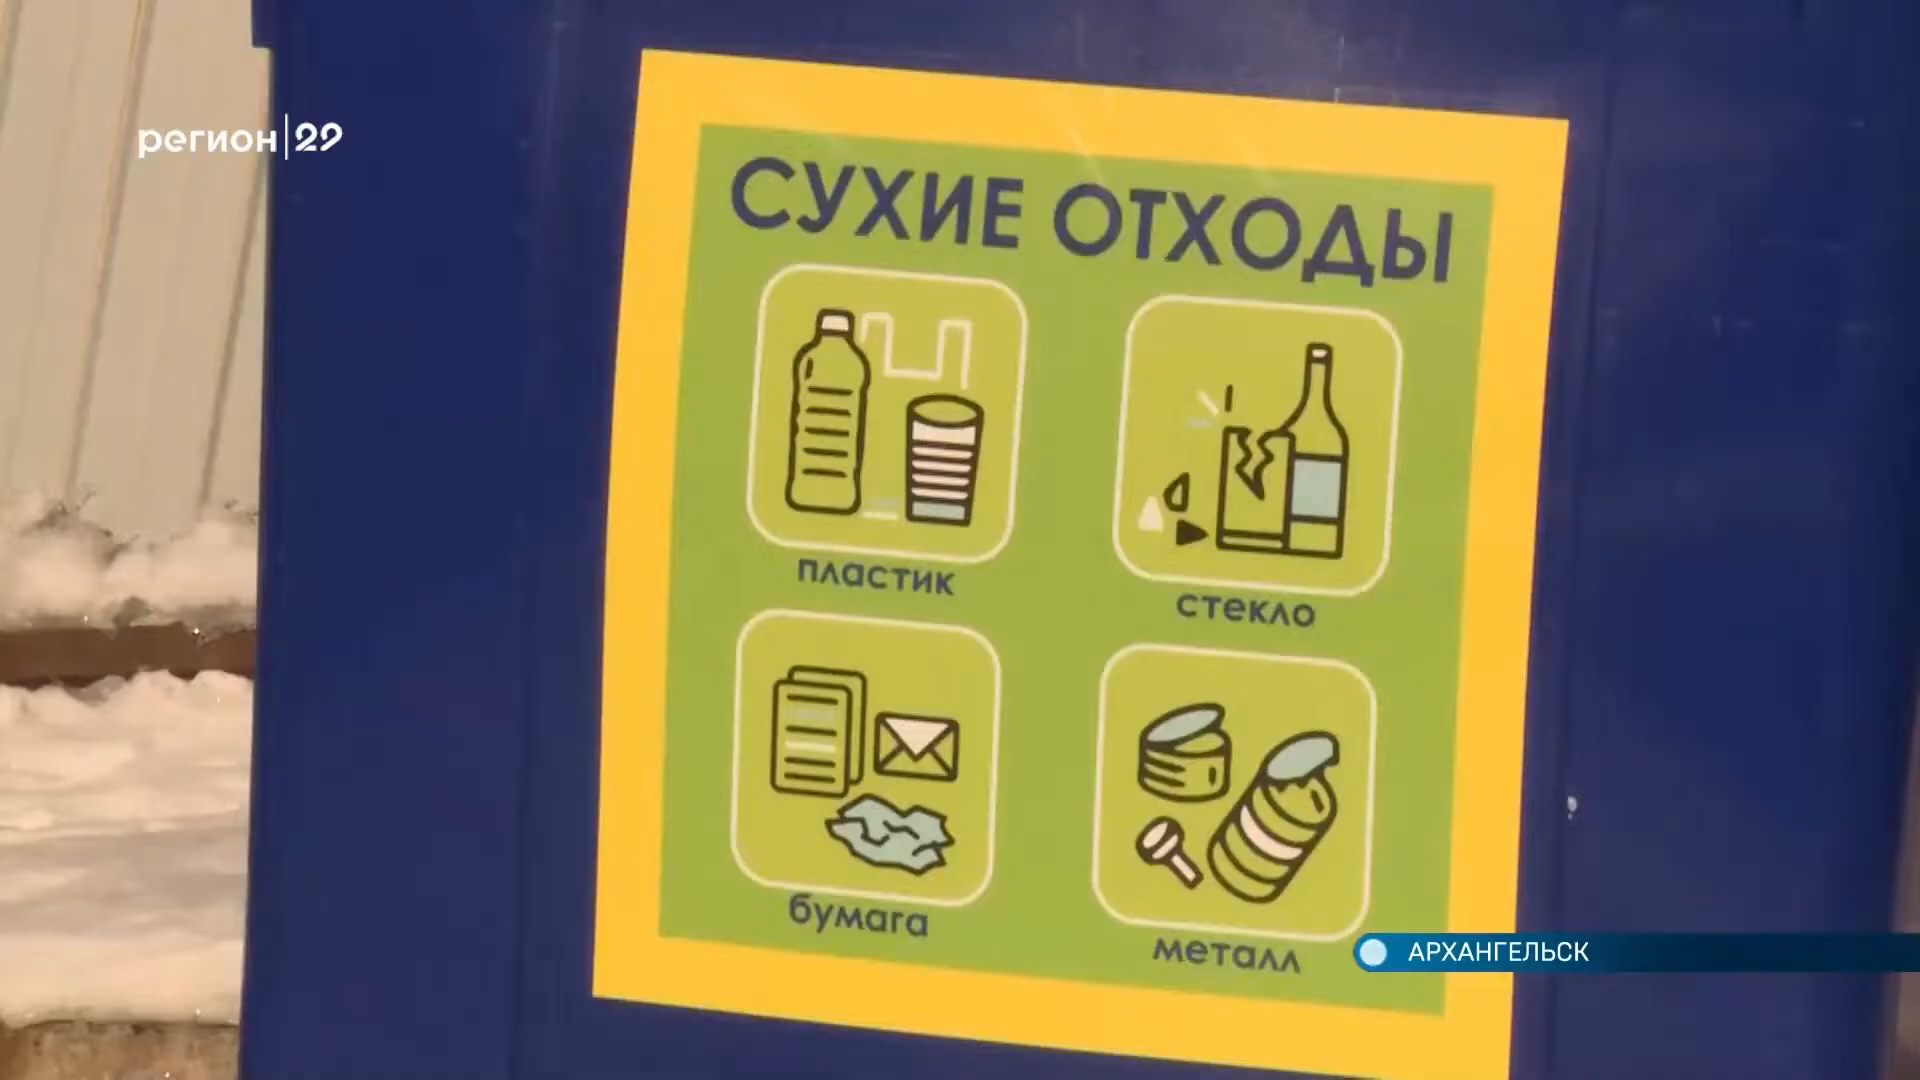 регион|29
СУХИЕ ОТХОДЫ
пластик
стекло
бумага
металл
АРХАНГЕЛЬСК